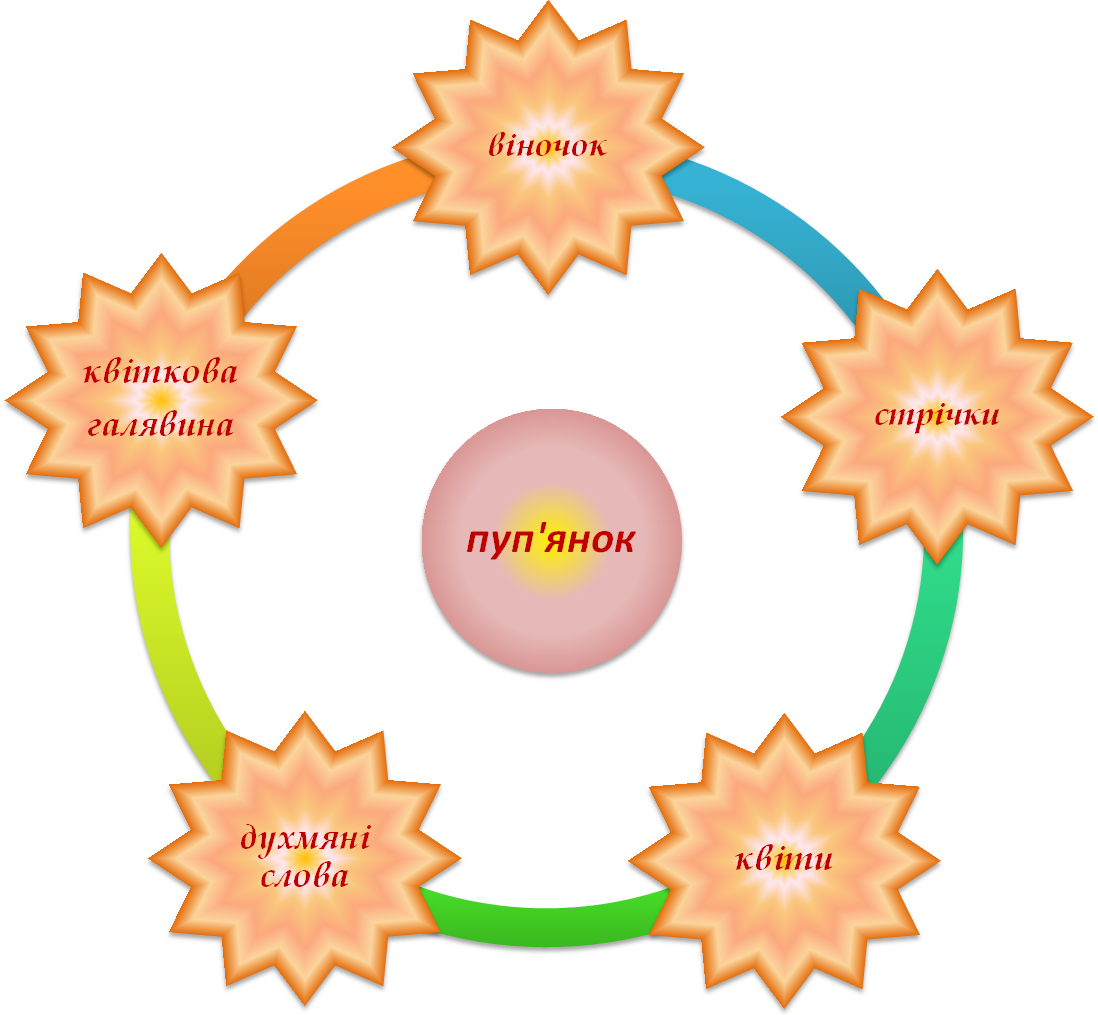 віночок
квіткова
галявина
стрічки
пуп'янок
духмяні
слова
квіти